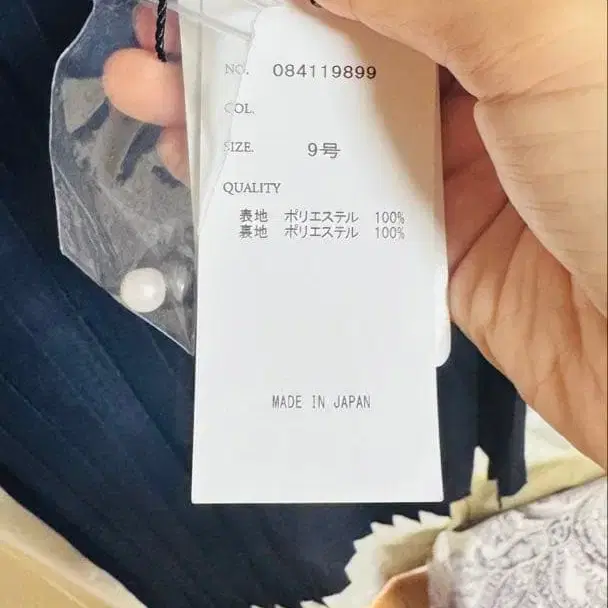 NO. 084119899
COL.
SIZE. 9号
QUALITY
表地 ポリエステル 100%
裏地 ポリエステル 100%
MADE IN JAPAN